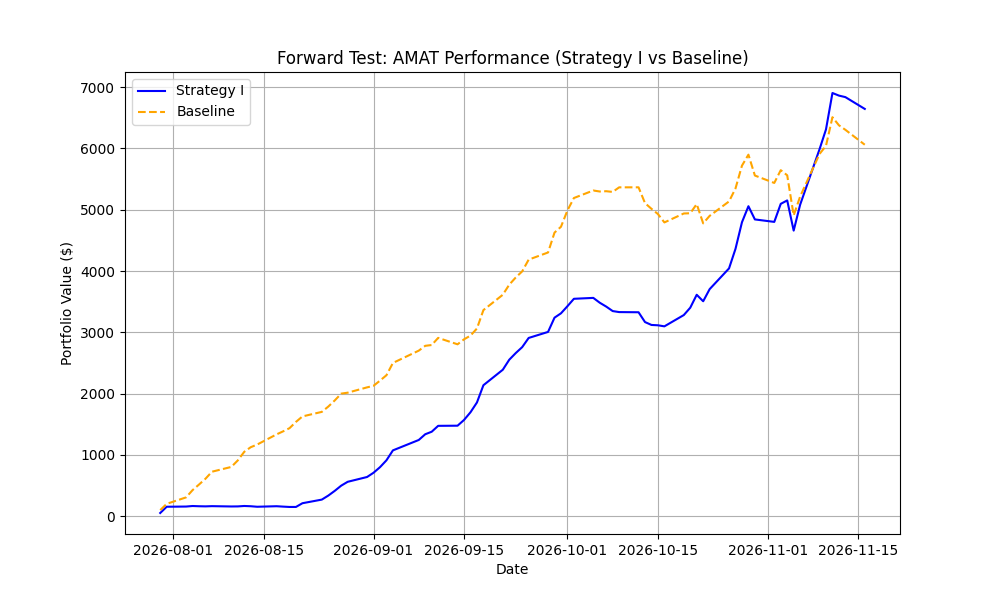 Forward Test: AMAT Performance (Strategy I vs Baseline)
Strategy I
Baseline
Portfolio Value ($)
7000
6000
5000
4000
3000
2000
1000
0
2026-08-01 2026-08-15 2026-09-01 2026-09-15 2026-10-01 2026-10-15 2026-11-01 2026-11-15
Date